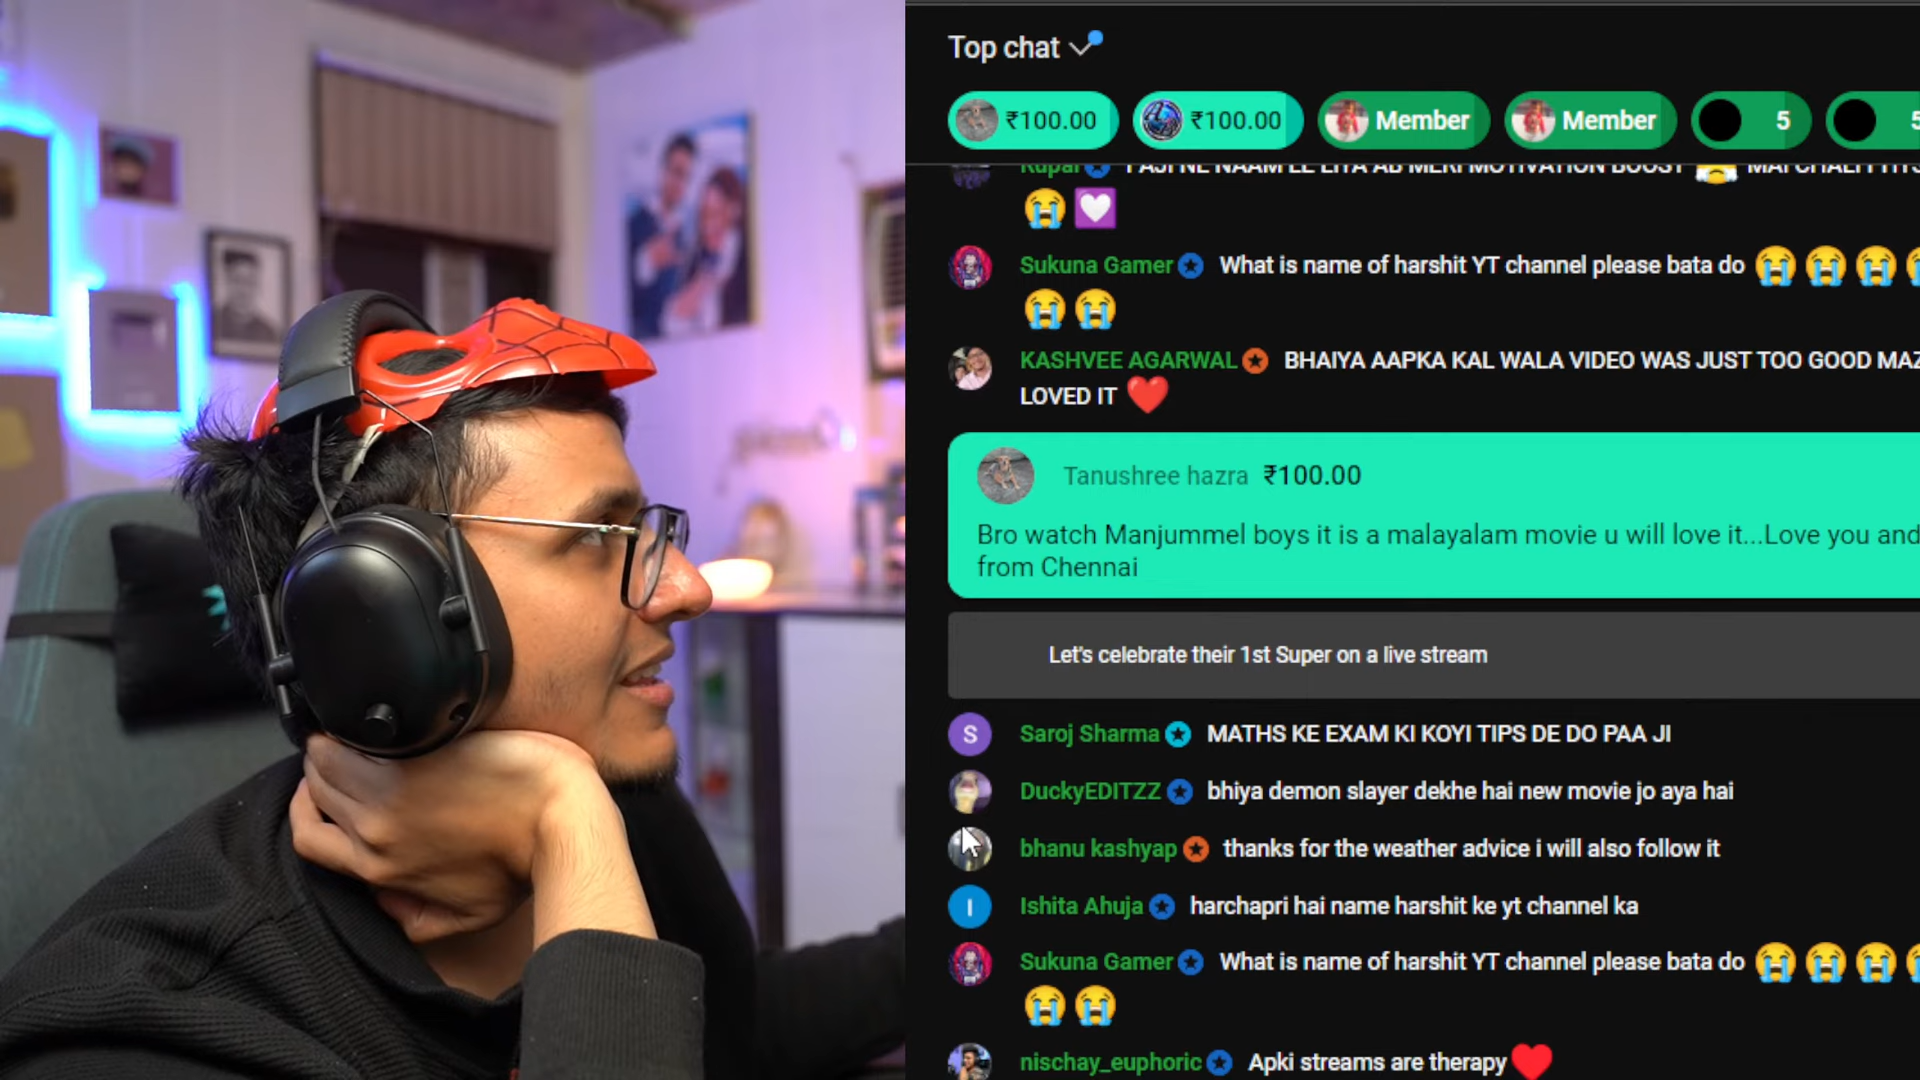 Top chat
₹100.00 ₹100.00 Member Member 5 5
Rupal
Sukuna Gamer What is name of harshit YT channel please bata do 😭😭😭
😭😭
KASHVEE AGARWAL BHAIYA AAPKA KAL WALA VIDEO WAS JUST TOO GOOD MAZ
LOVED IT ❤️
Tanushree hazra ₹100.00
Bro watch Manjummel boys it is a malayalam movie u will love it...Love you and
from Chennai
Let's celebrate their 1st Super on a live stream
S Saroj Sharma MATHS KE EXAM KI KOYI TIPS DE DO PAA JI
DuckyEDITZZ bhiya demon slayer dekhe hai new movie jo aya hai
bhanu kashyap thanks for the weather advice i will also follow it
I Ishita Ahuja harchapri hai name harshit ke yt channel ka
Sukuna Gamer What is name of harshit YT channel please bata do 😭😭😭
😭😭
nischay_euphoric Apki streams are therapy ❤️